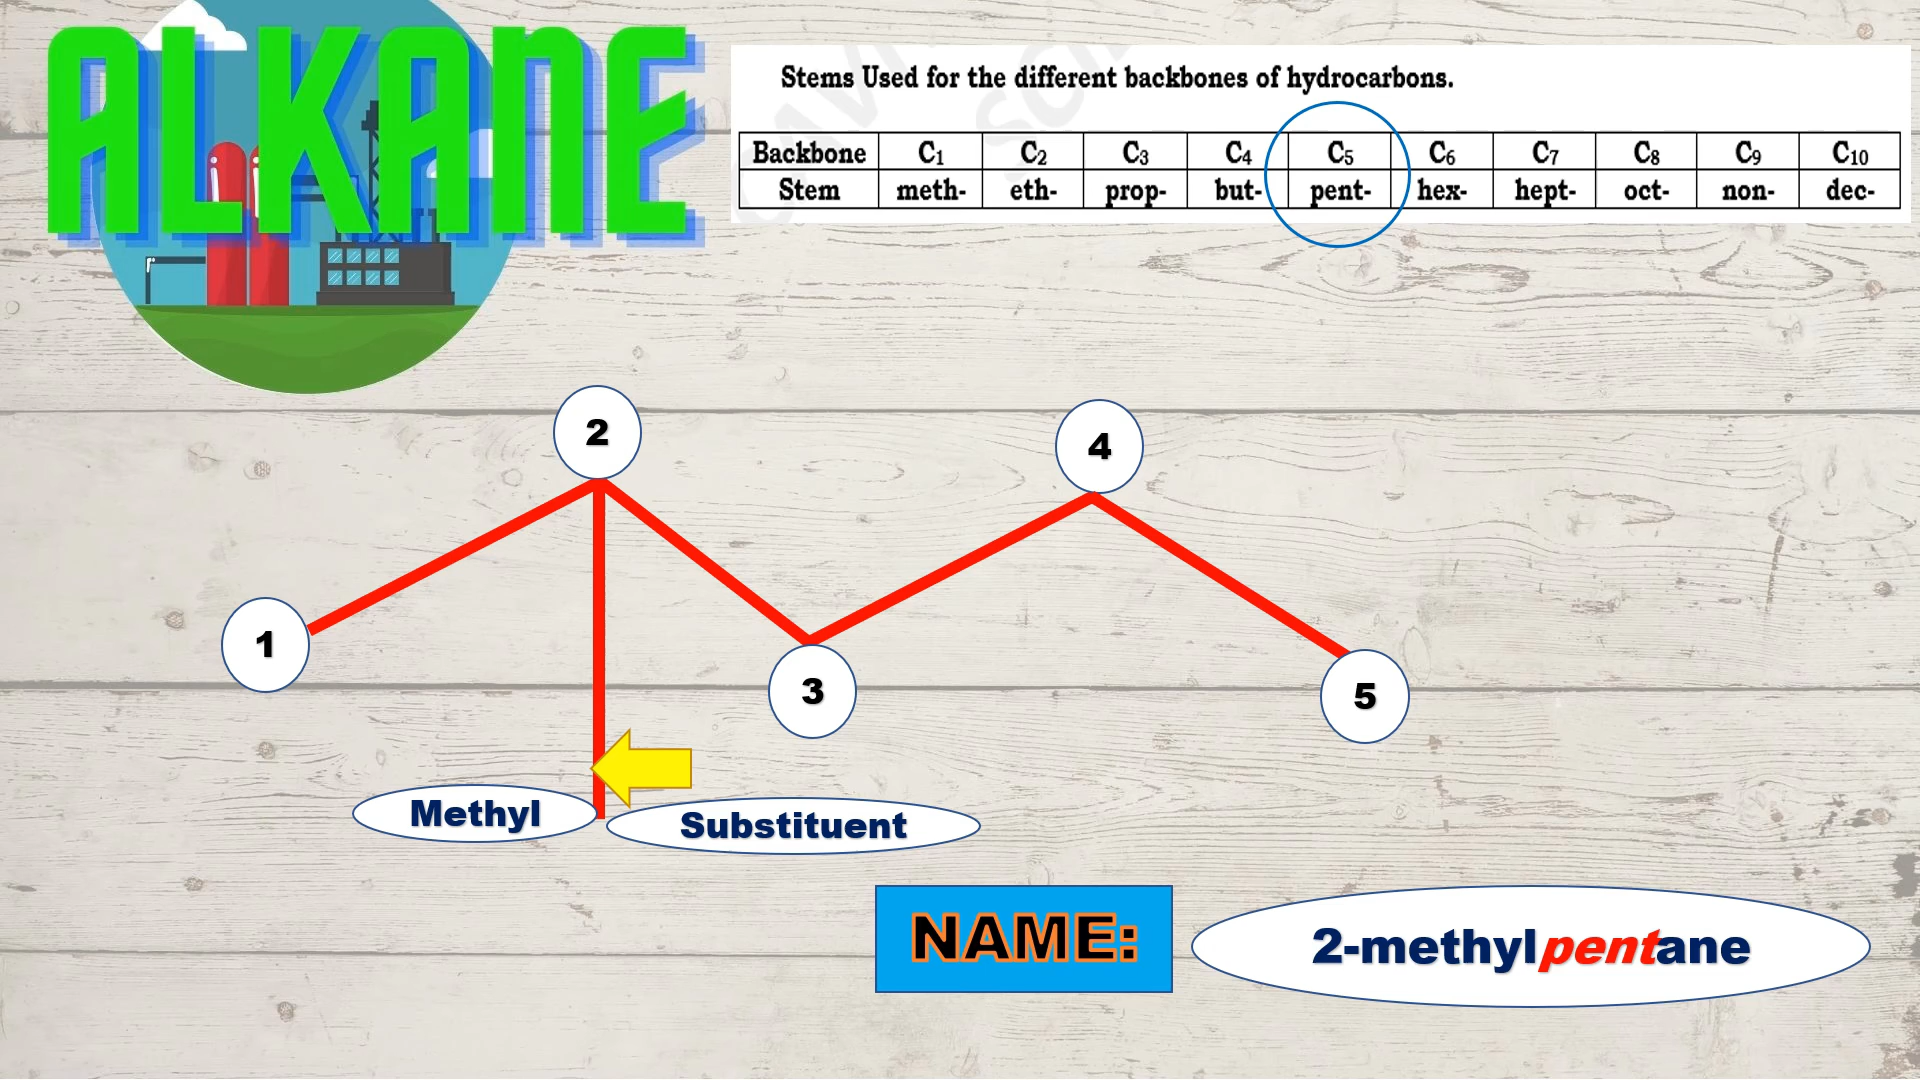 ALKANE
Stems Used for the different backbones of hydrocarbons.
Backbone C₁ C₂ C₃ C₄ C₅ C₆ C₇ C₈ C₉ C₁₀
Stem meth- eth- prop- but- pent- hex- hept- oct- non- dec-
2
4
1
3
5
Methyl
Substituent
NAME: 2-methylpentane